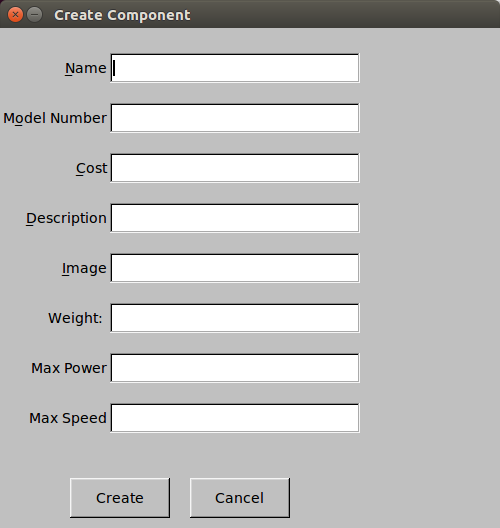 Create Component
Name
Model Number
Cost
Description
Image
Weight:
Max Power
Max Speed
Create Cancel